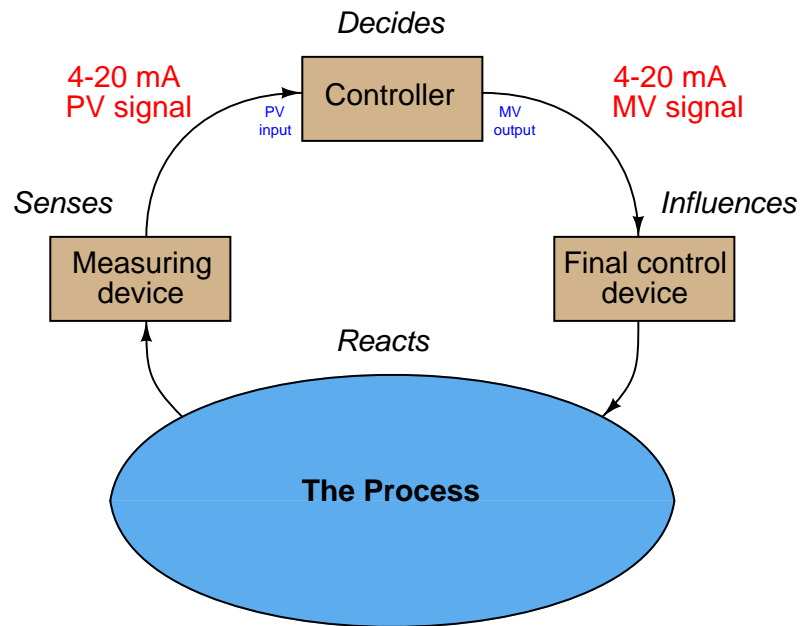 Decides
4-20 mA
PV signal
Controller
4-20 mA
MV signal
PV
input
MV
output
Senses
Influences
Measuring
device
Final control
device
Reacts
The Process